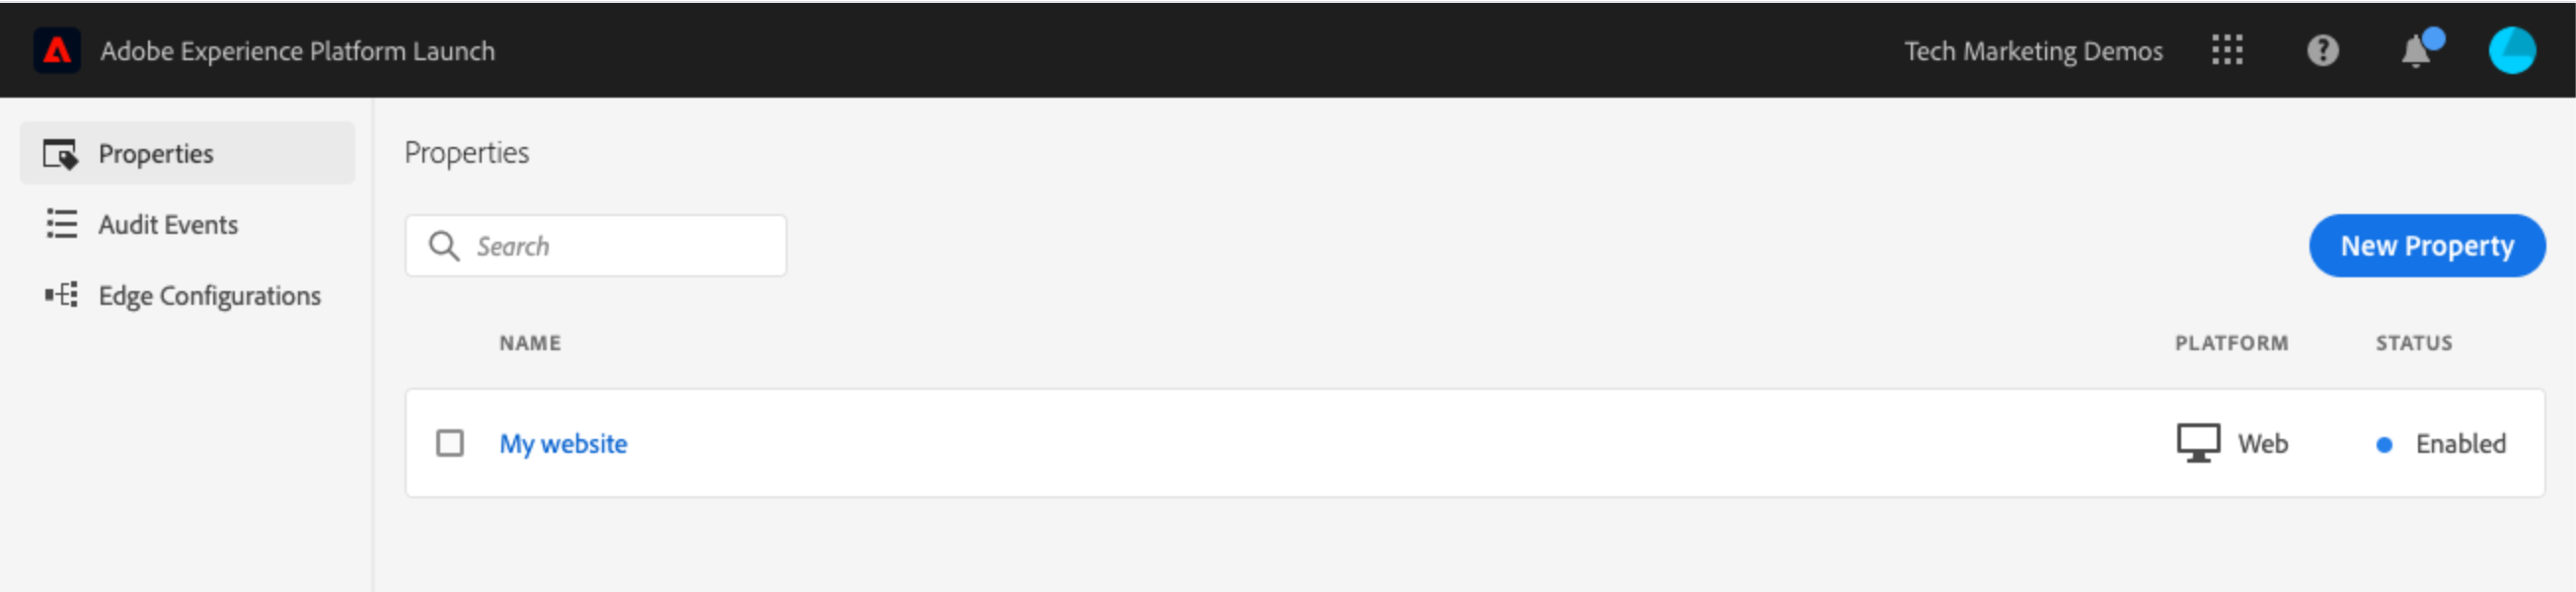 Adobe Experience Platform Launch
Tech Marketing Demos
Properties
Audit Events
Edge Configurations
Properties
Search
New Property
NAME PLATFORM STATUS
My website Web Enabled